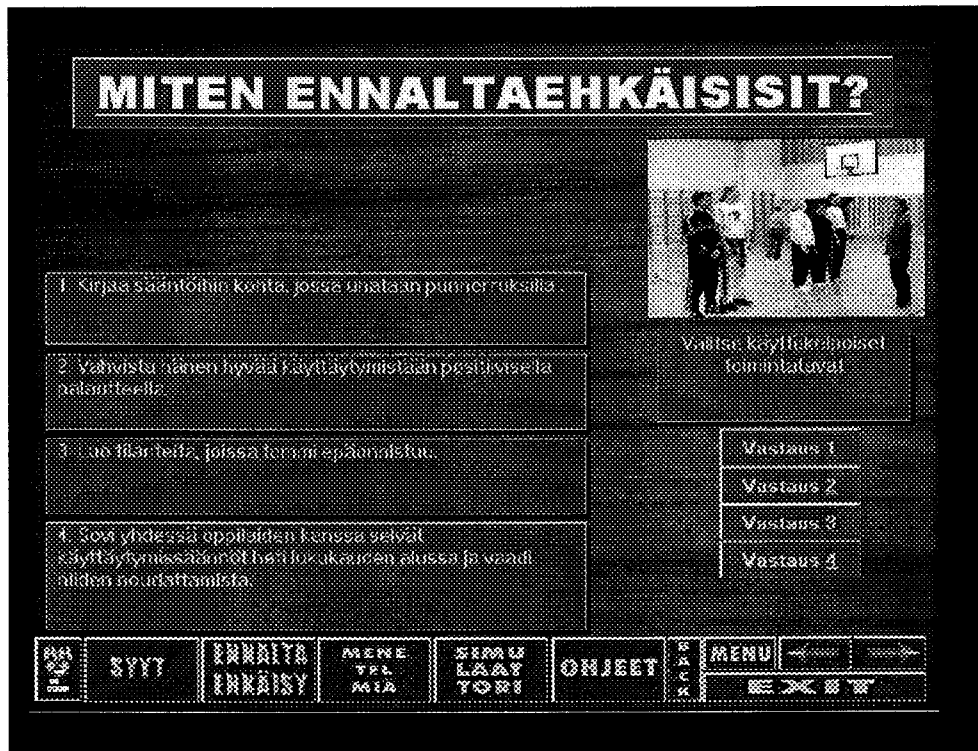 MITEN ENNALTAEHKÄISISIT?
1. Kirjaa sääntöihin kohta, jossa uhataan punnerruksilla.
2. Vahvista hänen hyvää käyttäytymistään positiivisella
palautteella.
3. Luo tilanteita, joissa Tommi epäonnistuu.
4. Sovi yhdessä oppilaiden kanssa selvät
käyttäytymissäännöt heti lukukauden alussa ja vaadi
niiden noudattamista.
Valitse käyttökelpoiset
toimintatavat
Vastaus 1
Vastaus 2
Vastaus 3
Vastaus 4
SYYT
ENNALTA
EHKÄISY
MENE
TEL
MIÄ
SIMU
LAAT
TORI
OHJEET
BACK
MENU
EXIT